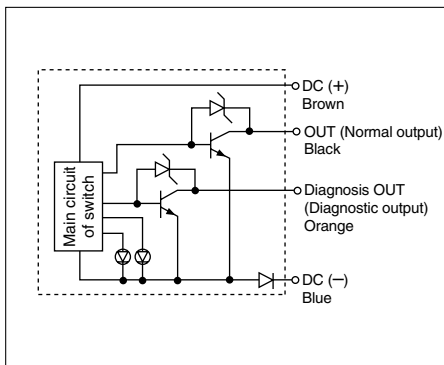 DC (+)
Brown
OUT (Normal output)
Black
Main circuit
of switch
Diagnosis OUT
(Diagnostic output)
Orange
DC (—)
Blue